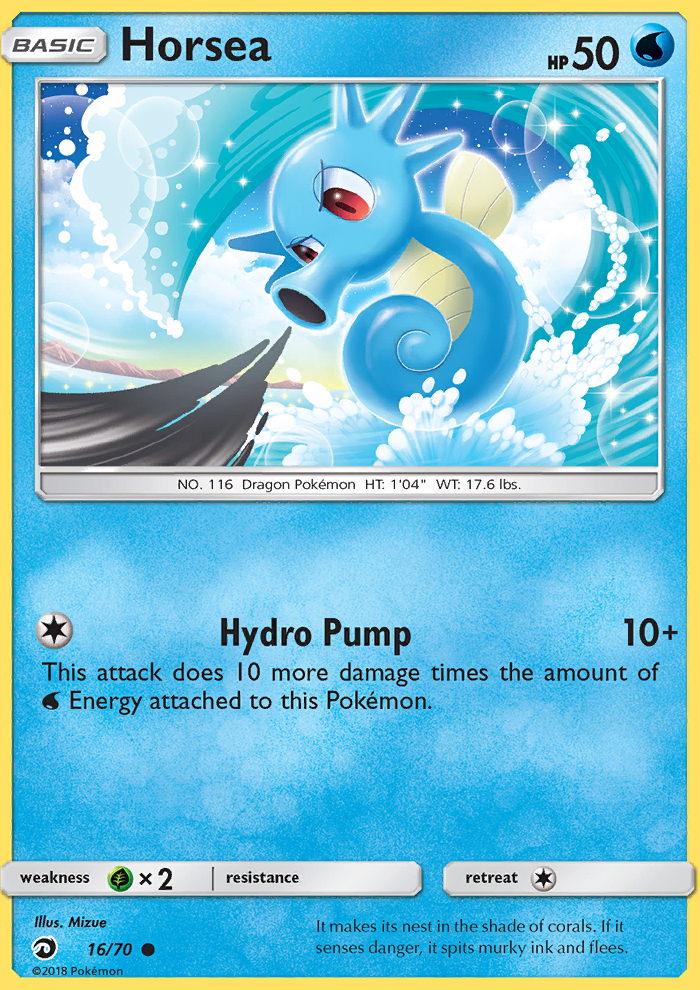 BASIC Horsea HP 50
NO. 116 Dragon Pokémon HT: 1'04" WT: 17.6 lbs.
Hydro Pump 10+
This attack does 10 more damage times the amount of
Energy attached to this Pokémon.
weakness ×2 resistance retreat
Illus. Mizue
16/70
©2018 Pokémon
It makes its nest in the shade of corals. If it
senses danger, it spits murky ink and flees.